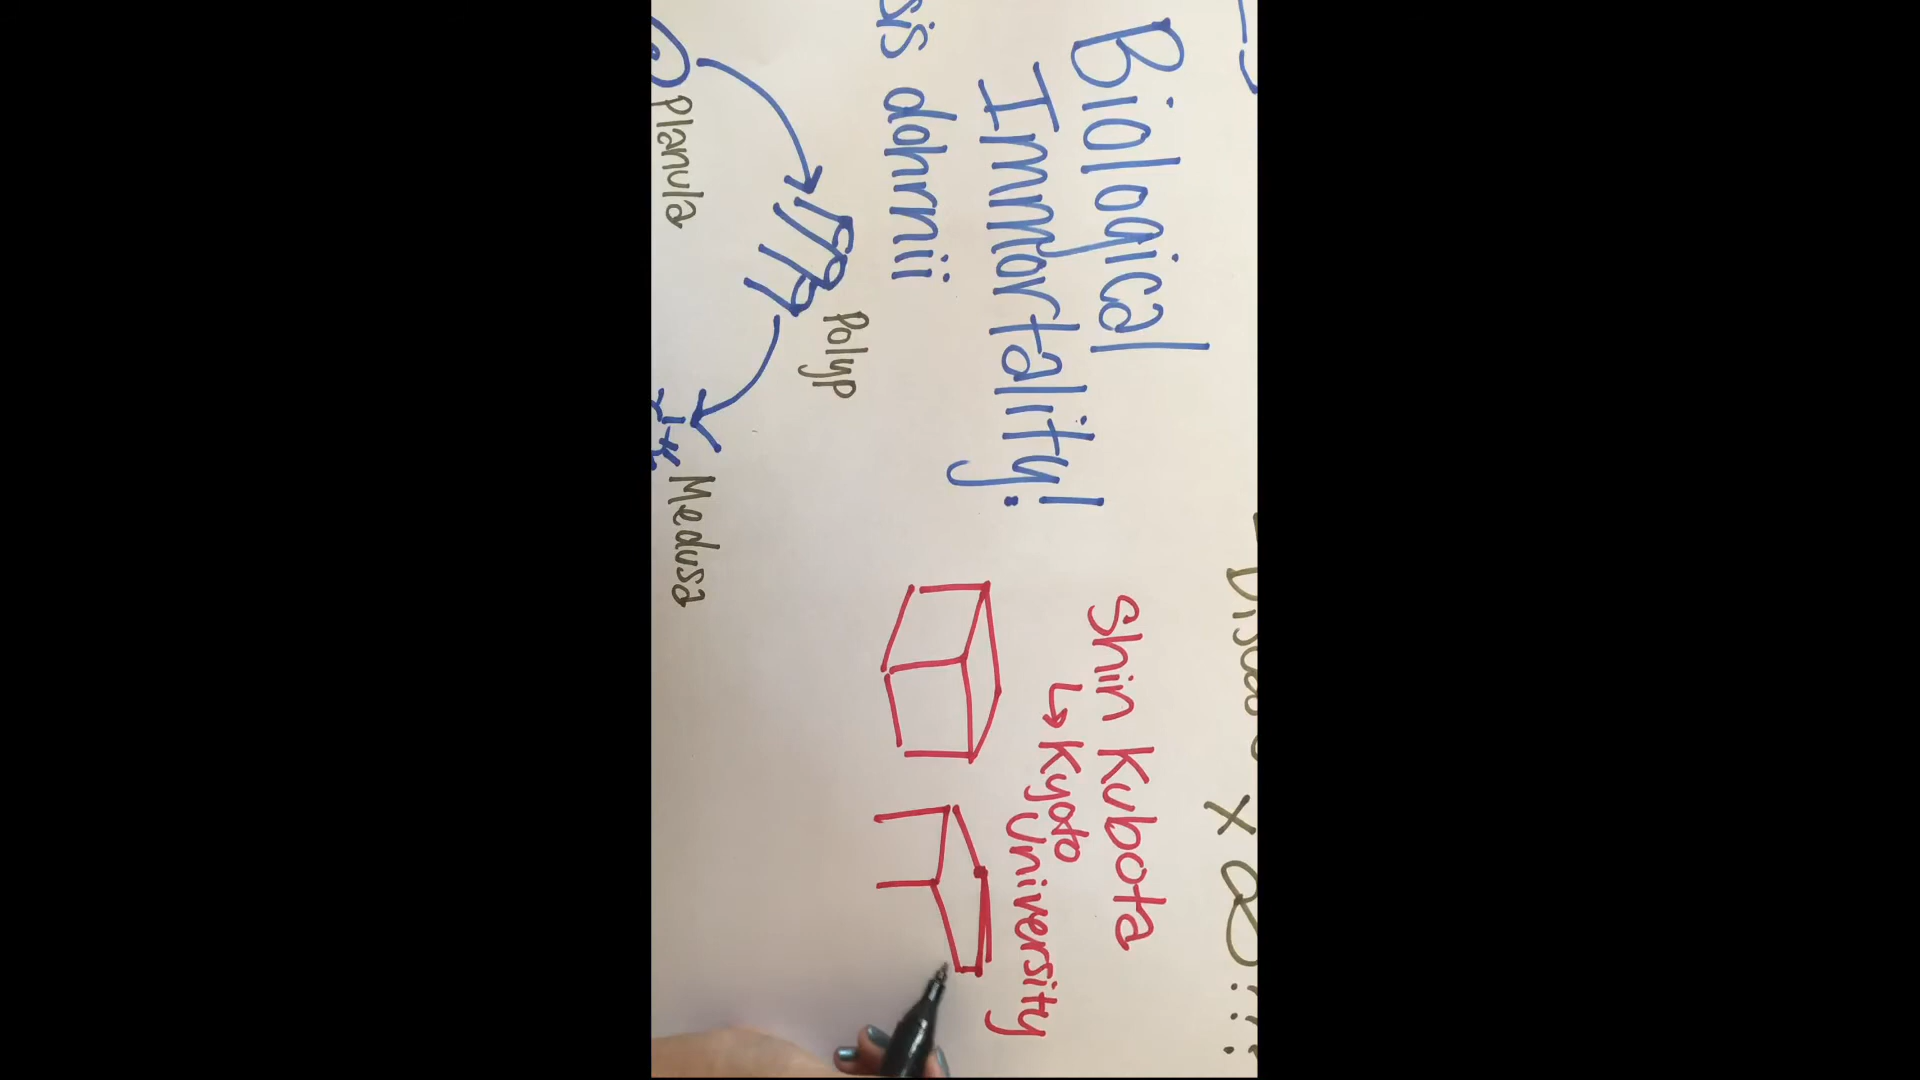 Biological
Immortality!
dohrnii
Planula
Polyp
Medusa
Shin Kubota
↳ Kyoto
University
x